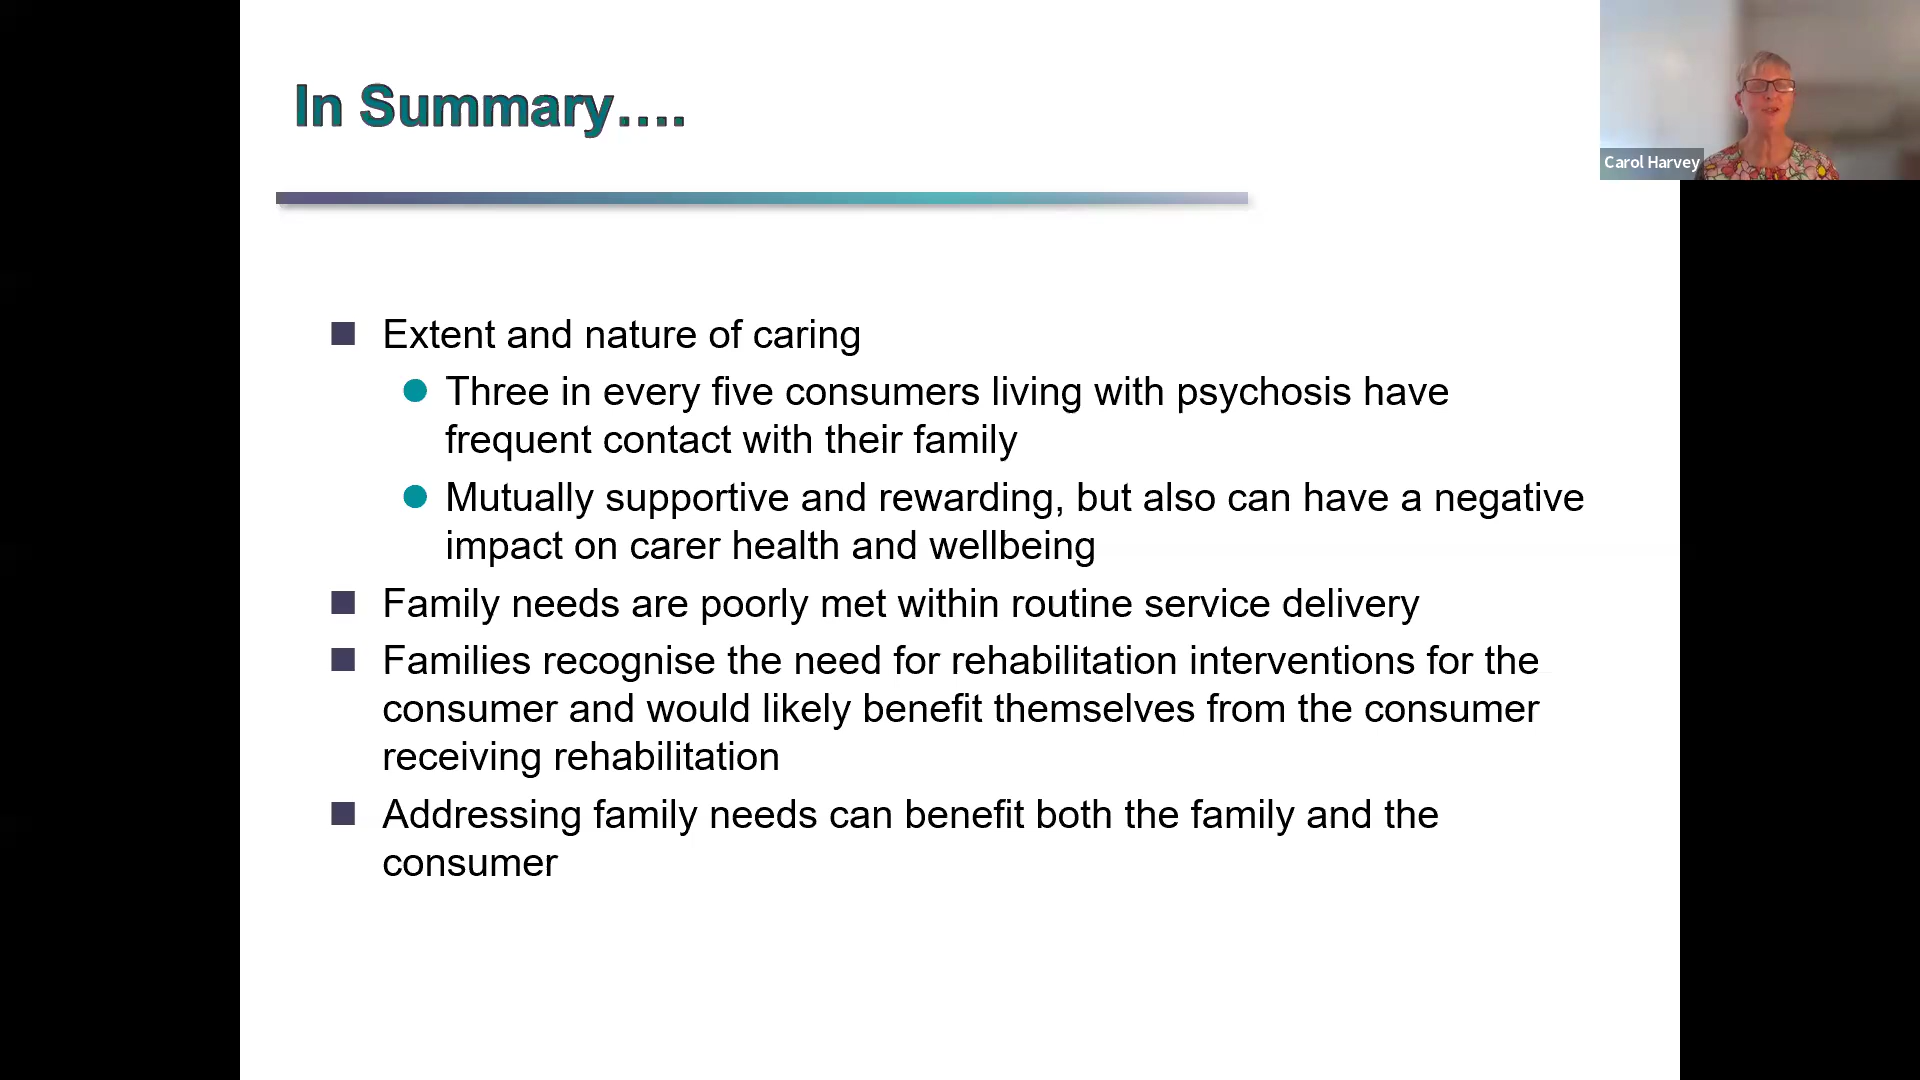 In Summary….
Carol Harvey
Extent and nature of caring
Three in every five consumers living with psychosis have
frequent contact with their family
Mutually supportive and rewarding, but also can have a negative
impact on carer health and wellbeing
Family needs are poorly met within routine service delivery
Families recognise the need for rehabilitation interventions for the
consumer and would likely benefit themselves from the consumer
receiving rehabilitation
Addressing family needs can benefit both the family and the
consumer